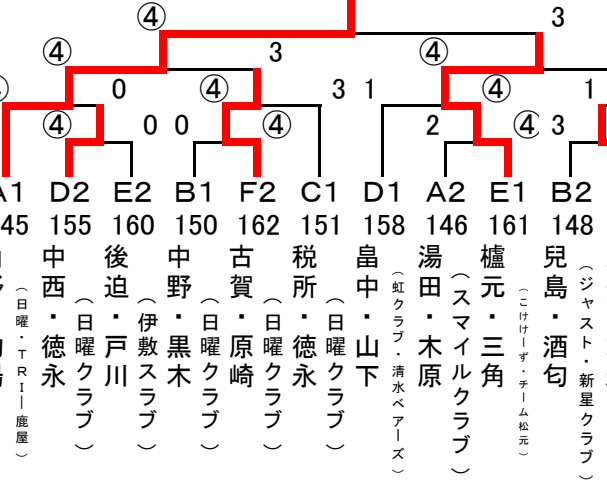 ④ 3
④ 3 ④
0 ④ 3 1 ④ 1
④ 0 0 ④ 2 ④ 3
A1 D2 E2 B1 F2 C1 D1 A2 E1 B2
45 155 160 150 162 151 158 146 161 148
（日曜・ＴＲＩー鹿屋）
中西・徳永
（日曜クラブ）
後迫・戸川
（伊敷スラブ）
中野・黒木
（日曜クラブ）
古賀・原崎
（日曜クラブ）
税所・徳永
（日曜クラブ）
畠中・山下
（虹クラブ・清水ベアーズ）
湯田・木原
（スマイルクラブ）
櫨元・三角
（こけけーず・チーム松元）
兒島・酒匂
（ジャスト・新星クラブ）